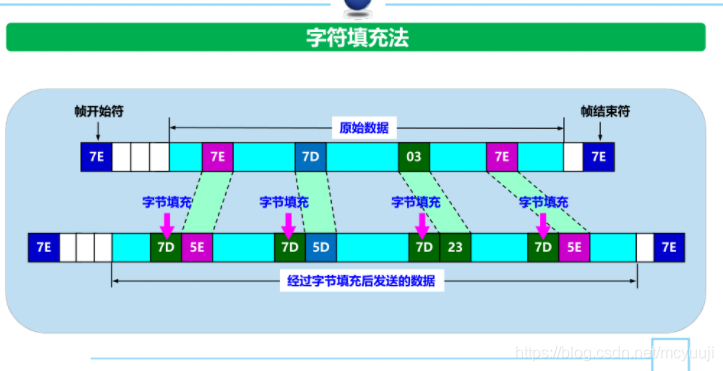 字符填充法
帧开始符
原始数据
帧结束符
7E 7E 7D 03 7E 7E
字节填充 字节填充 字节填充 字节填充
7E 7D 5E 7D 5D 7D 23 7D 5E 7E
经过字节填充后发送的数据
https://blog.csdn.net/mcyuuji